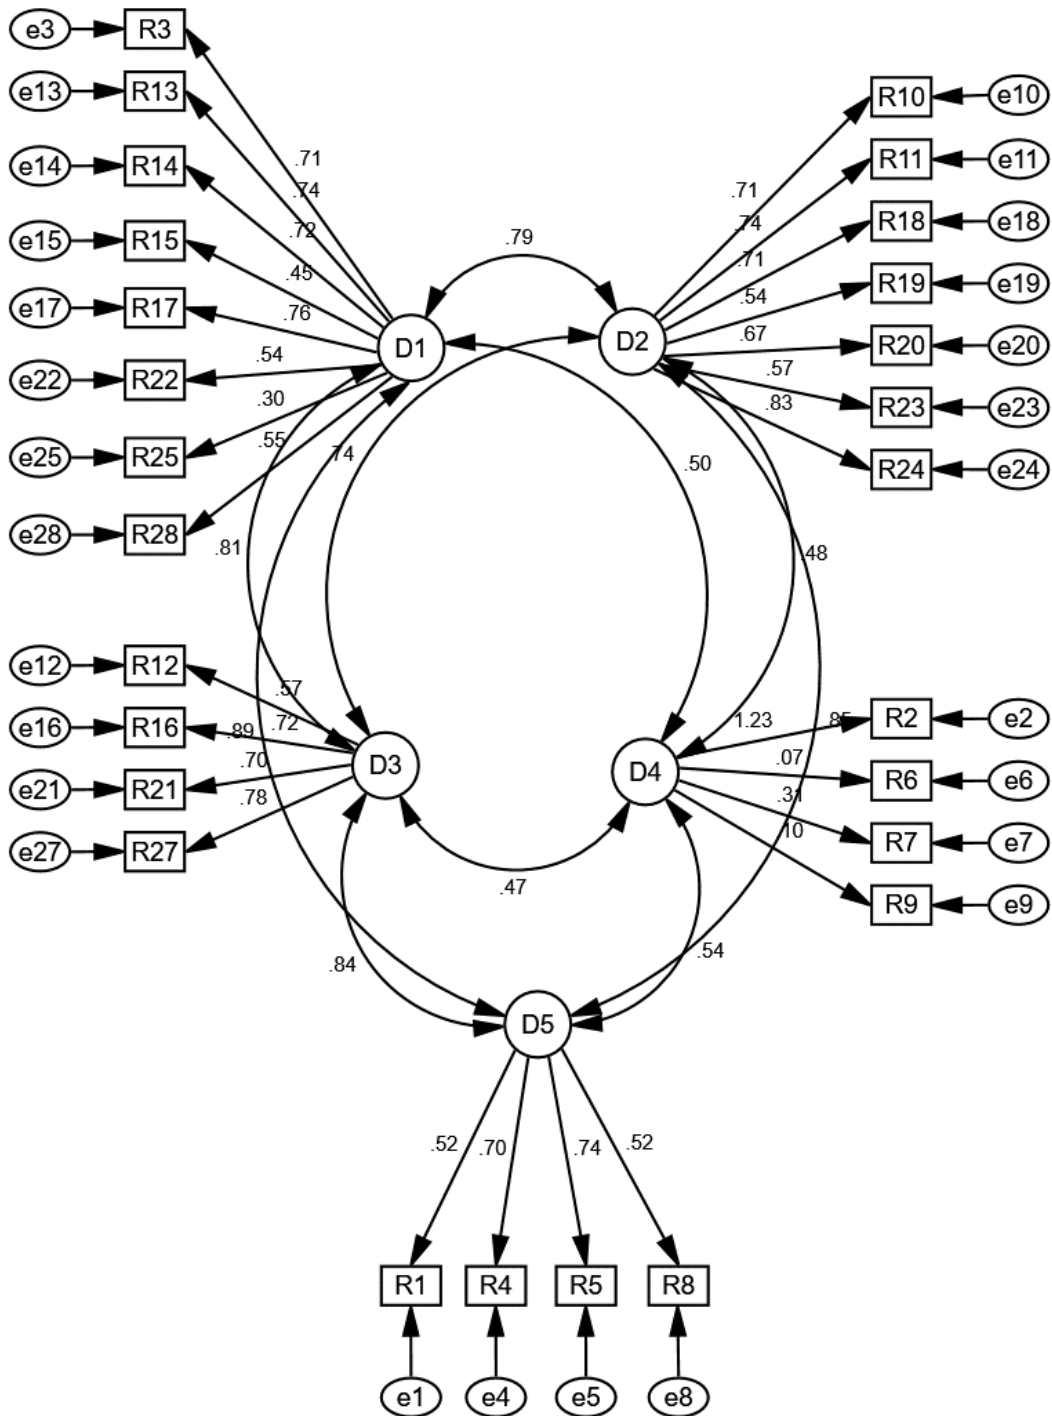 e3 R3
e13 R13
R10 e10
e14 R14
.71
R11 e11
.74
.71
e15 R15
.72
.74
R18 e18
.79
.45
.71
R19 e19
e17 R17
.76
.54
D1
D2
.67
R20 e20
e22 R22
.54
.57
.30
.83
R23 e23
e25 R25
.55
.74
.50
R24 e24
e28 R28
.81
.48
e12 R12
.57
e16 R16
.89
.72
1.23
.85
R2 e2
.70
D3
D4
.07
e21 R21
.78
.31
R6 e6
e27 R27
.10
R7 e7
.47
R9 e9
.84
.54
D5
.52
.70
.74
.52
R1 R4 R5 R8
e1 e4 e5 e8